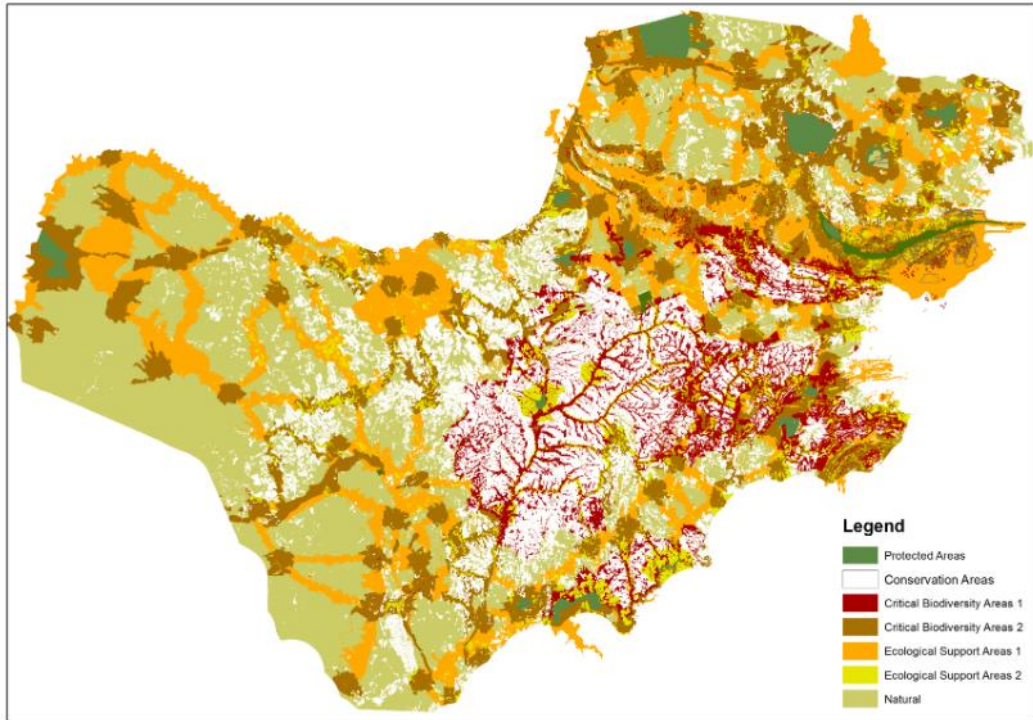 Legend
Protected Areas
Conservation Areas
Critical Biodiversity Areas 1
Critical Biodiversity Areas 2
Ecological Support Areas 1
Ecological Support Areas 2
Natural